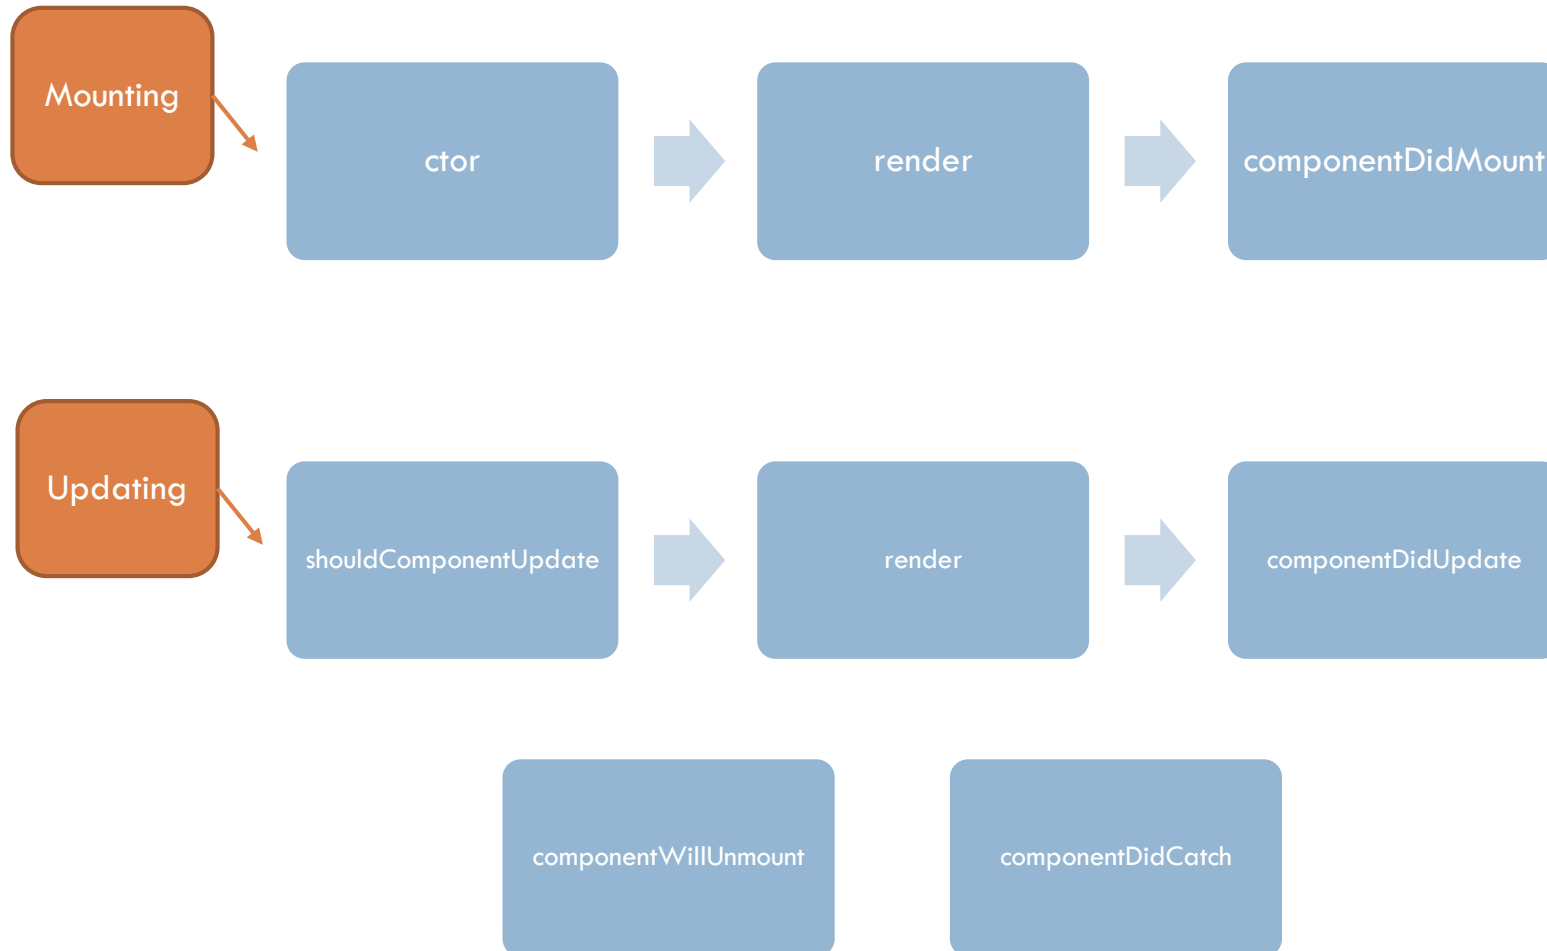 Mounting
ctor
render
componentDidMount
Updating
shouldComponentUpdate
render
componentDidUpdate
componentWillUnmount
componentDidCatch